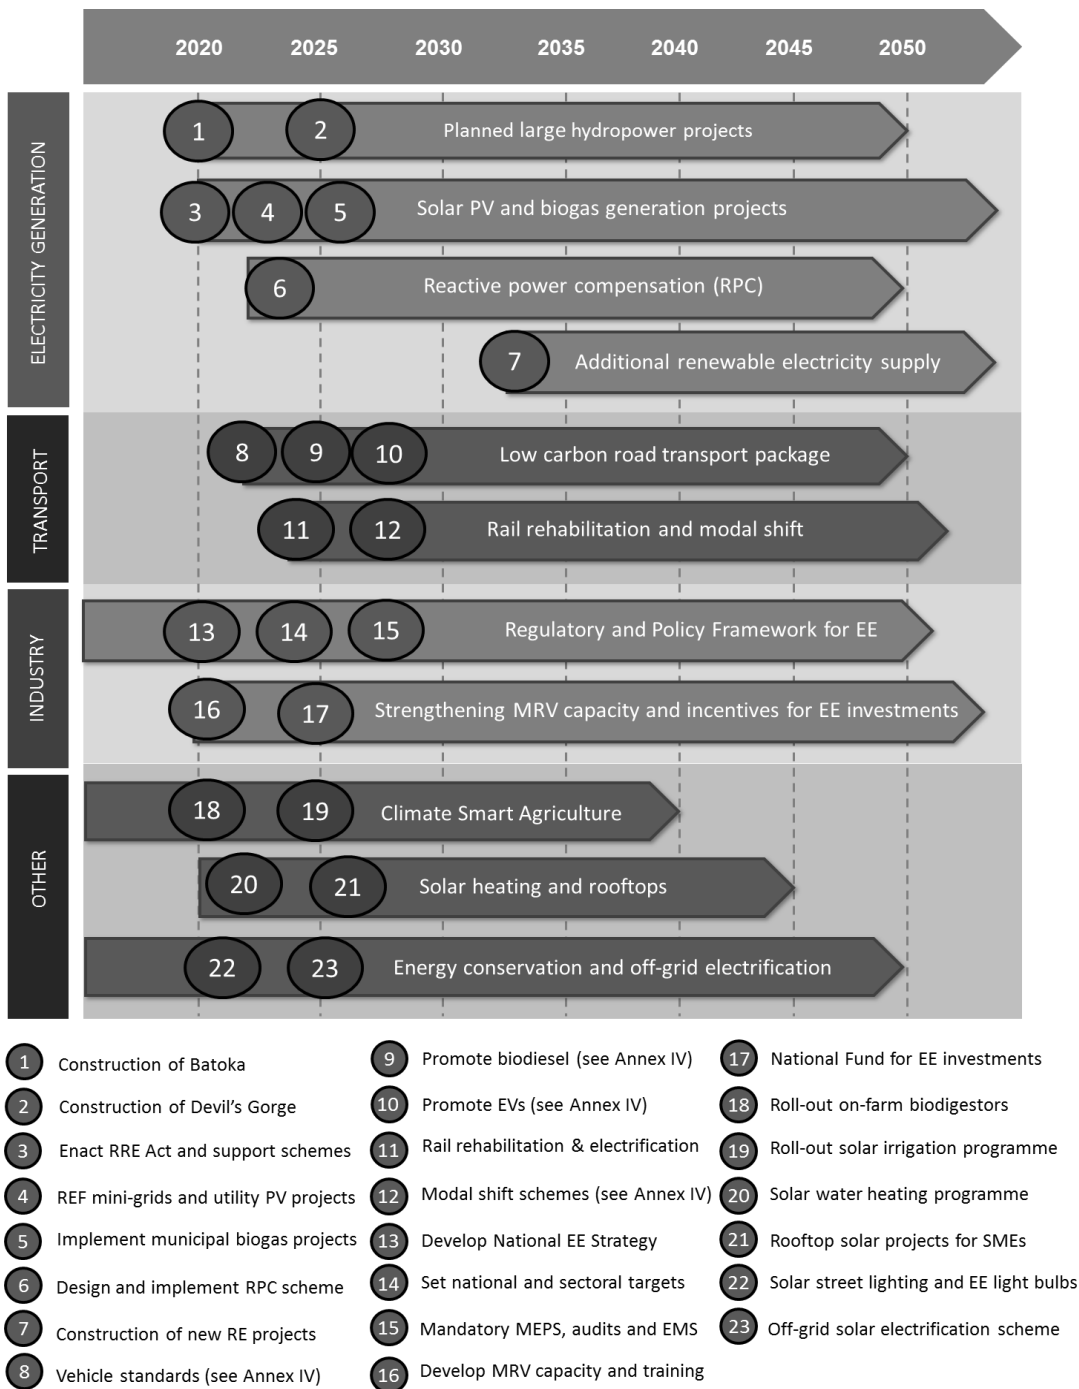 2020 2025 2030 2035 2040 2045 2050
ELECTRICITY GENERATION
1 2 Planned large hydropower projects
3 4 5 Solar PV and biogas generation projects
6 Reactive power compensation (RPC)
7 Additional renewable electricity supply
TRANSPORT
8 9 10 Low carbon road transport package
11 12 Rail rehabilitation and modal shift
INDUSTRY
13 14 15 Regulatory and Policy Framework for EE
16 17 Strengthening MRV capacity and incentives for EE investments
OTHER
18 19 Climate Smart Agriculture
20 21 Solar heating and rooftops
22 23 Energy conservation and off-grid electrification
1 Construction of Batoka
2 Construction of Devil's Gorge
3 Enact RRE Act and support schemes
4 REF mini-grids and utility PV projects
5 Implement municipal biogas projects
6 Design and implement RPC scheme
7 Construction of new RE projects
8 Vehicle standards (see Annex IV)
9 Promote biodiesel (see Annex IV)
10 Promote EVs (see Annex IV)
11 Rail rehabilitation & electrification
12 Modal shift schemes (see Annex IV)
13 Develop National EE Strategy
14 Set national and sectoral targets
15 Mandatory MEPS, audits and EMS
16 Develop MRV capacity and training
17 National Fund for EE investments
18 Roll-out on-farm biodigestors
19 Roll-out solar irrigation programme
20 Solar water heating programme
21 Rooftop solar projects for SMEs
22 Solar street lighting and EE light bulbs
23 Off-grid solar electrification scheme